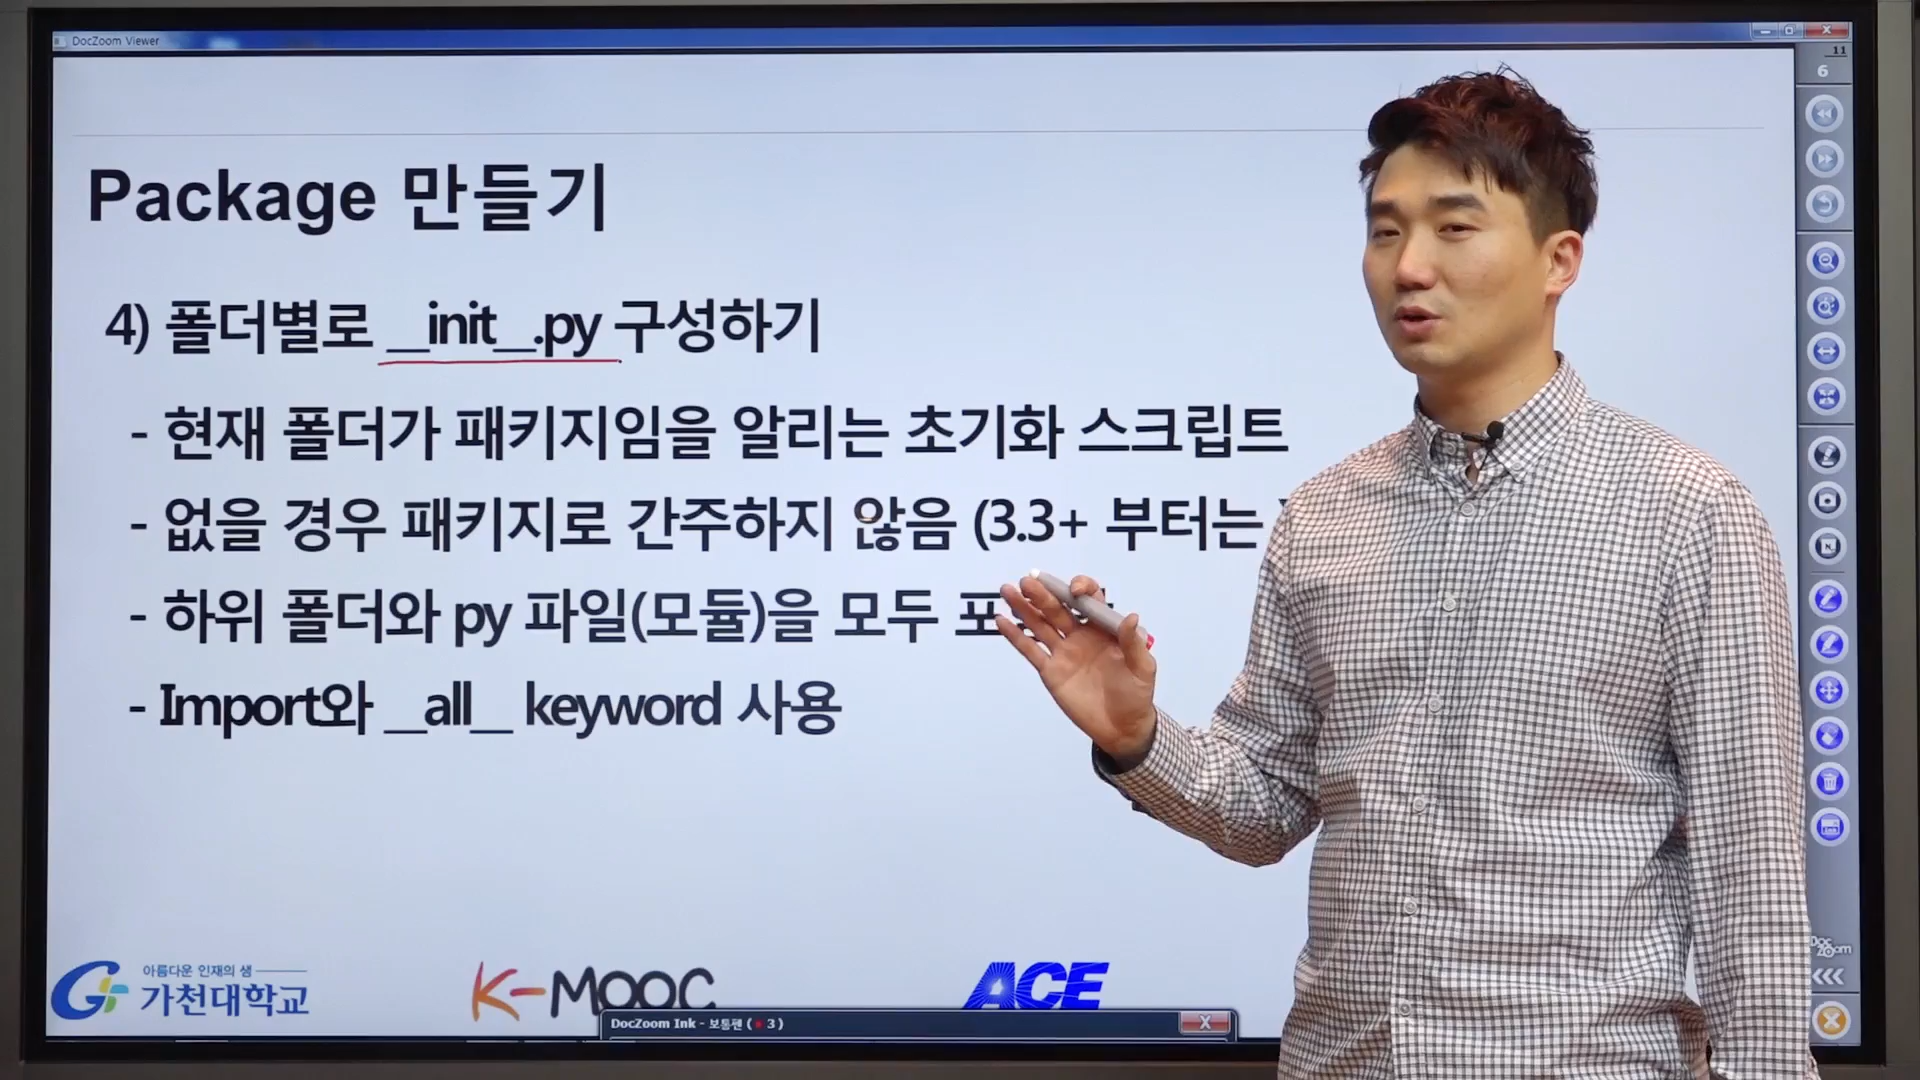 DocZoom Viewer
11
6
Package 만들기
4) 폴더별로 __init__.py 구성하기
- 현재 폴더가 패키지임을 알리는 초기화 스크립트
- 없을 경우 패키지로 간주하지 않음 (3.3+ 부터는
- 하위 폴더와 py 파일(모듈)을 모두
- Import와 __all__ keyword 사용
아름다운 인재의 샘
가천대학교
K-MOOC
ACE
DocZoom Ink - 보통펜 ( 3 )
Doc Zoom